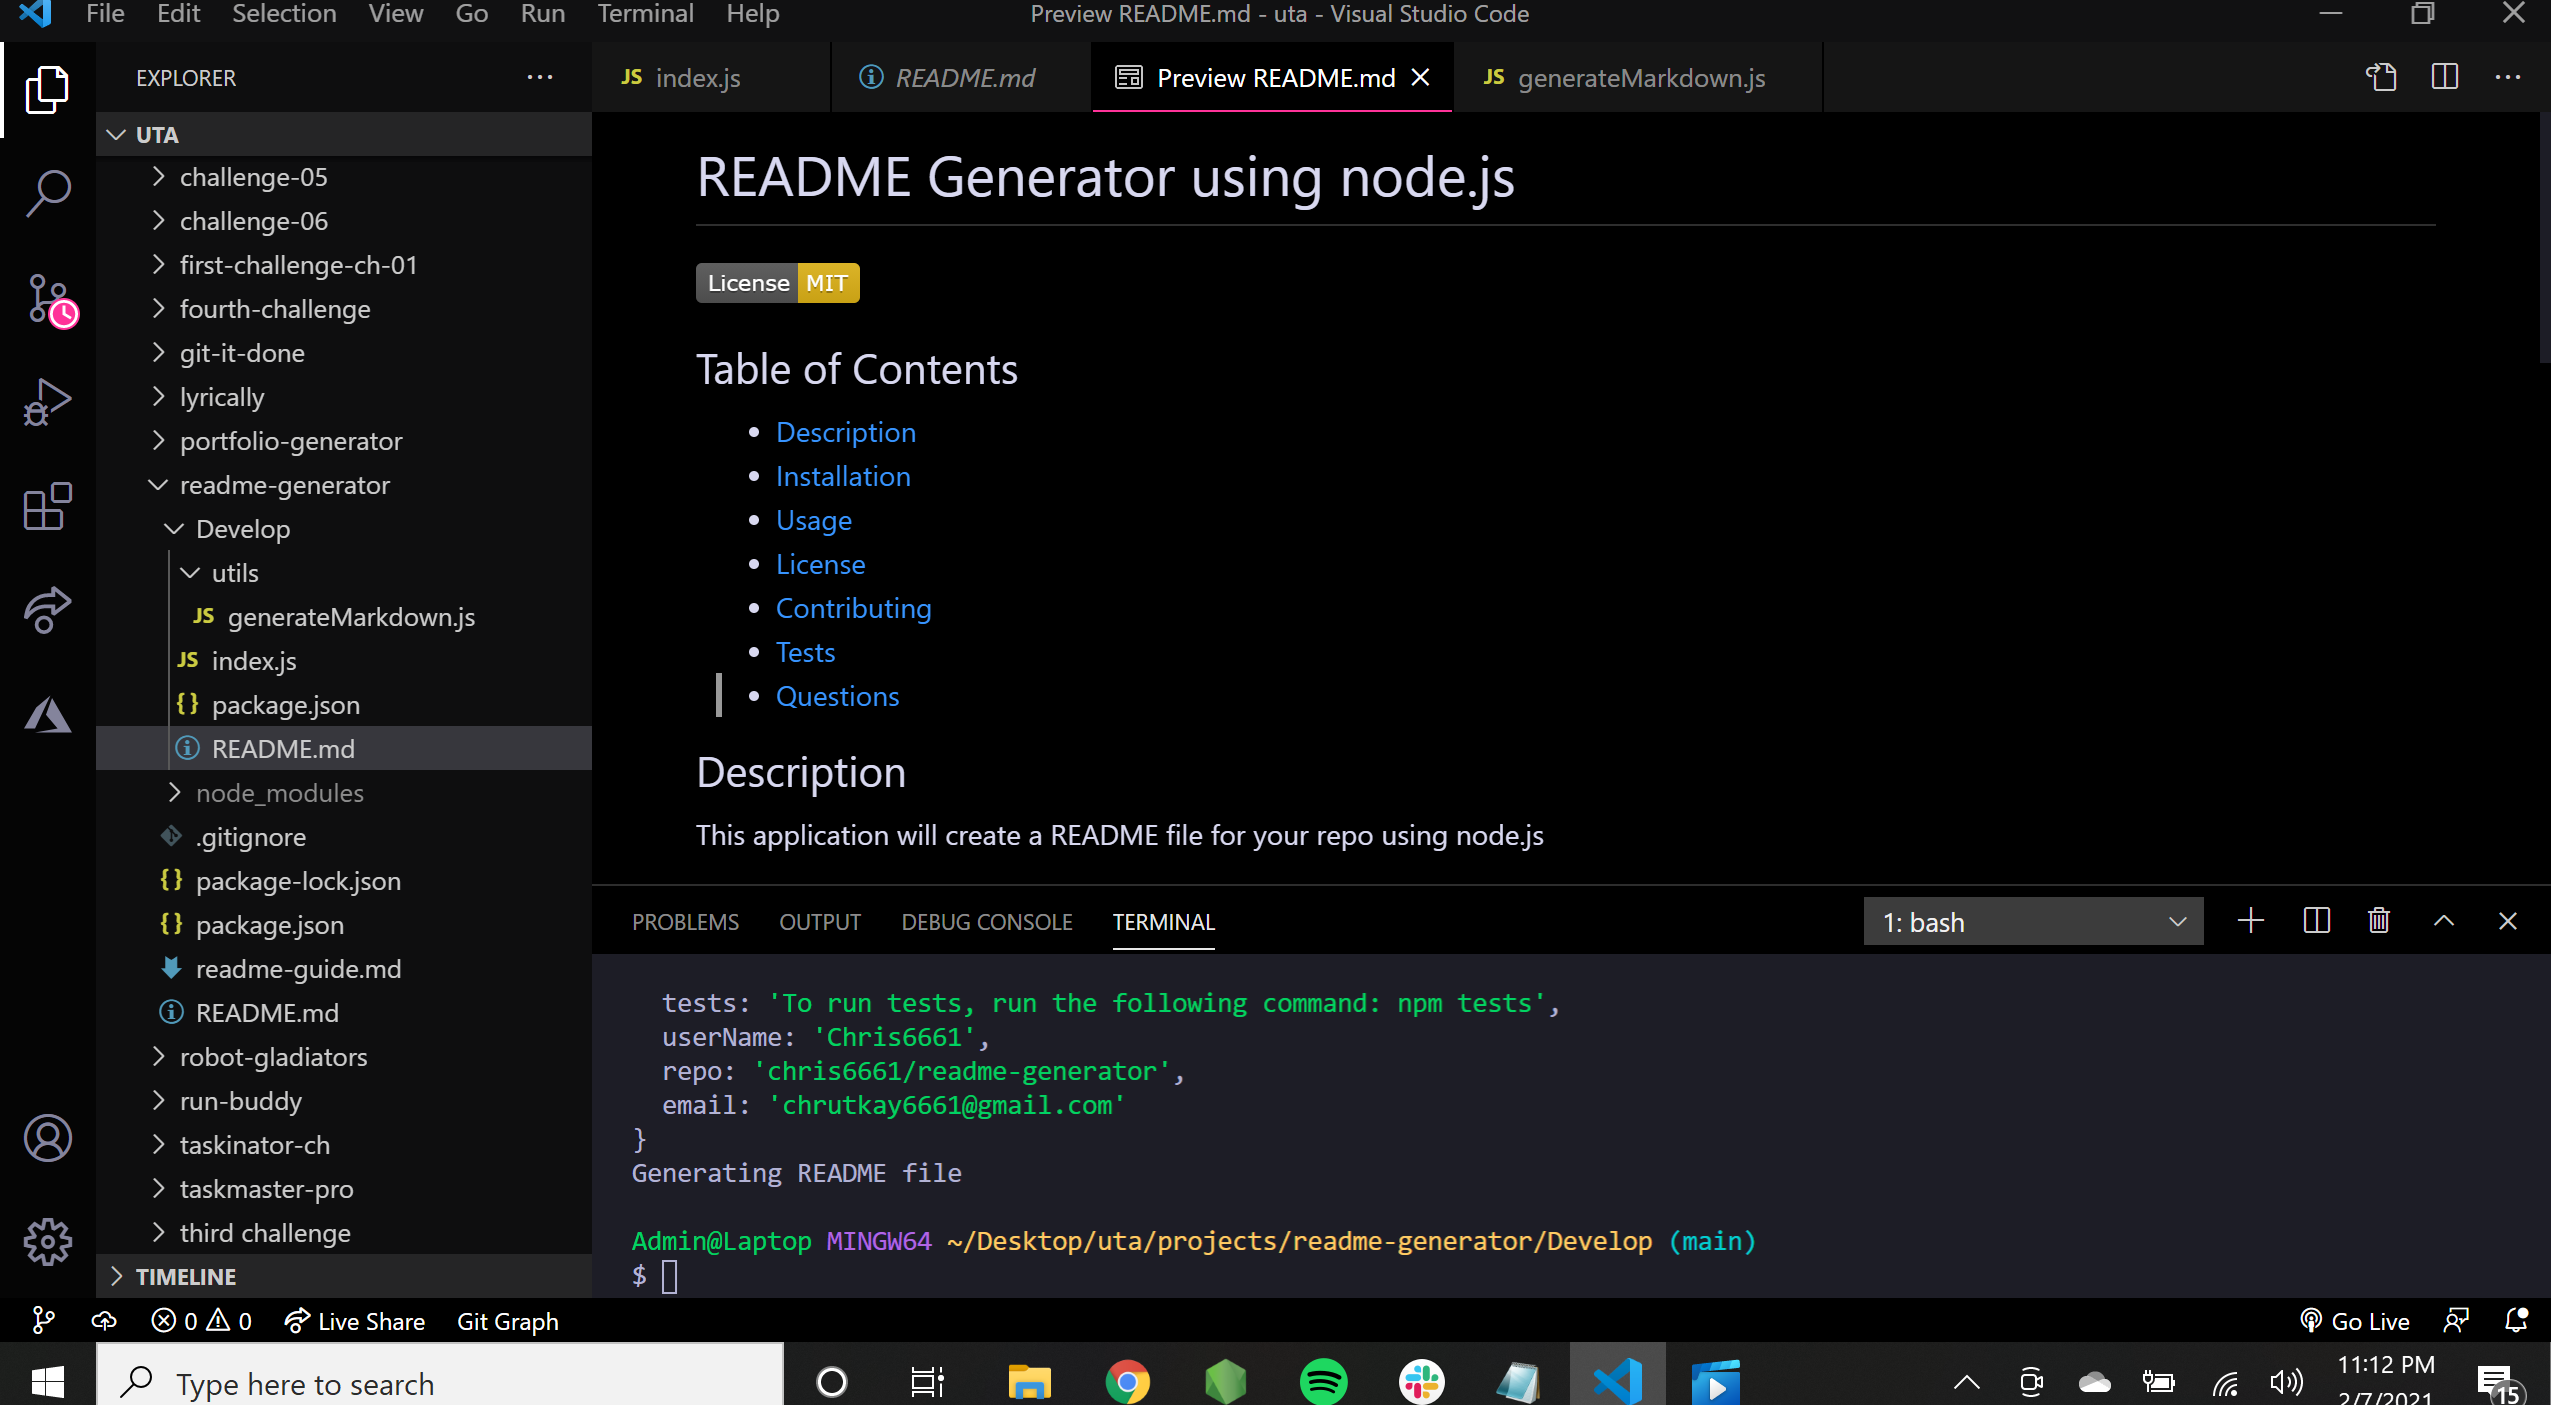 File Edit Selection View Go Run Terminal Help
Preview README.md - uta - Visual Studio Code
EXPLORER
UTA
challenge-05
challenge-06
first-challenge-ch-01
fourth-challenge
git-it-done
lyrically
portfolio-generator
readme-generator
Develop
utils
JS generateMarkdown.js
JS index.js
{} package.json
README.md
node_modules
.gitignore
{} package-lock.json
{} package.json
readme-guide.md
README.md
robot-gladiators
run-buddy
taskinator-ch
taskmaster-pro
third challenge
TIMELINE
JS index.js
README.md
Preview README.md
JS generateMarkdown.js
README Generator using node.js
License MIT
Table of Contents
• Description
• Installation
• Usage
• License
• Contributing
• Tests
• Questions
Description
This application will create a README file for your repo using node.js
PROBLEMS OUTPUT DEBUG CONSOLE TERMINAL
1: bash
tests: 'To run tests, run the following command: npm tests',
userName: 'Chris6661',
repo: 'chris6661/readme-generator',
email: 'chrutkay6661@gmail.com'
}
Generating README file
Admin@Laptop MINGW64 ~/Desktop/uta/projects/readme-generator/Develop (main)
$
0 0 Live Share Git Graph
Go Live
Type here to search
11:12 PM
2/7/2021
15